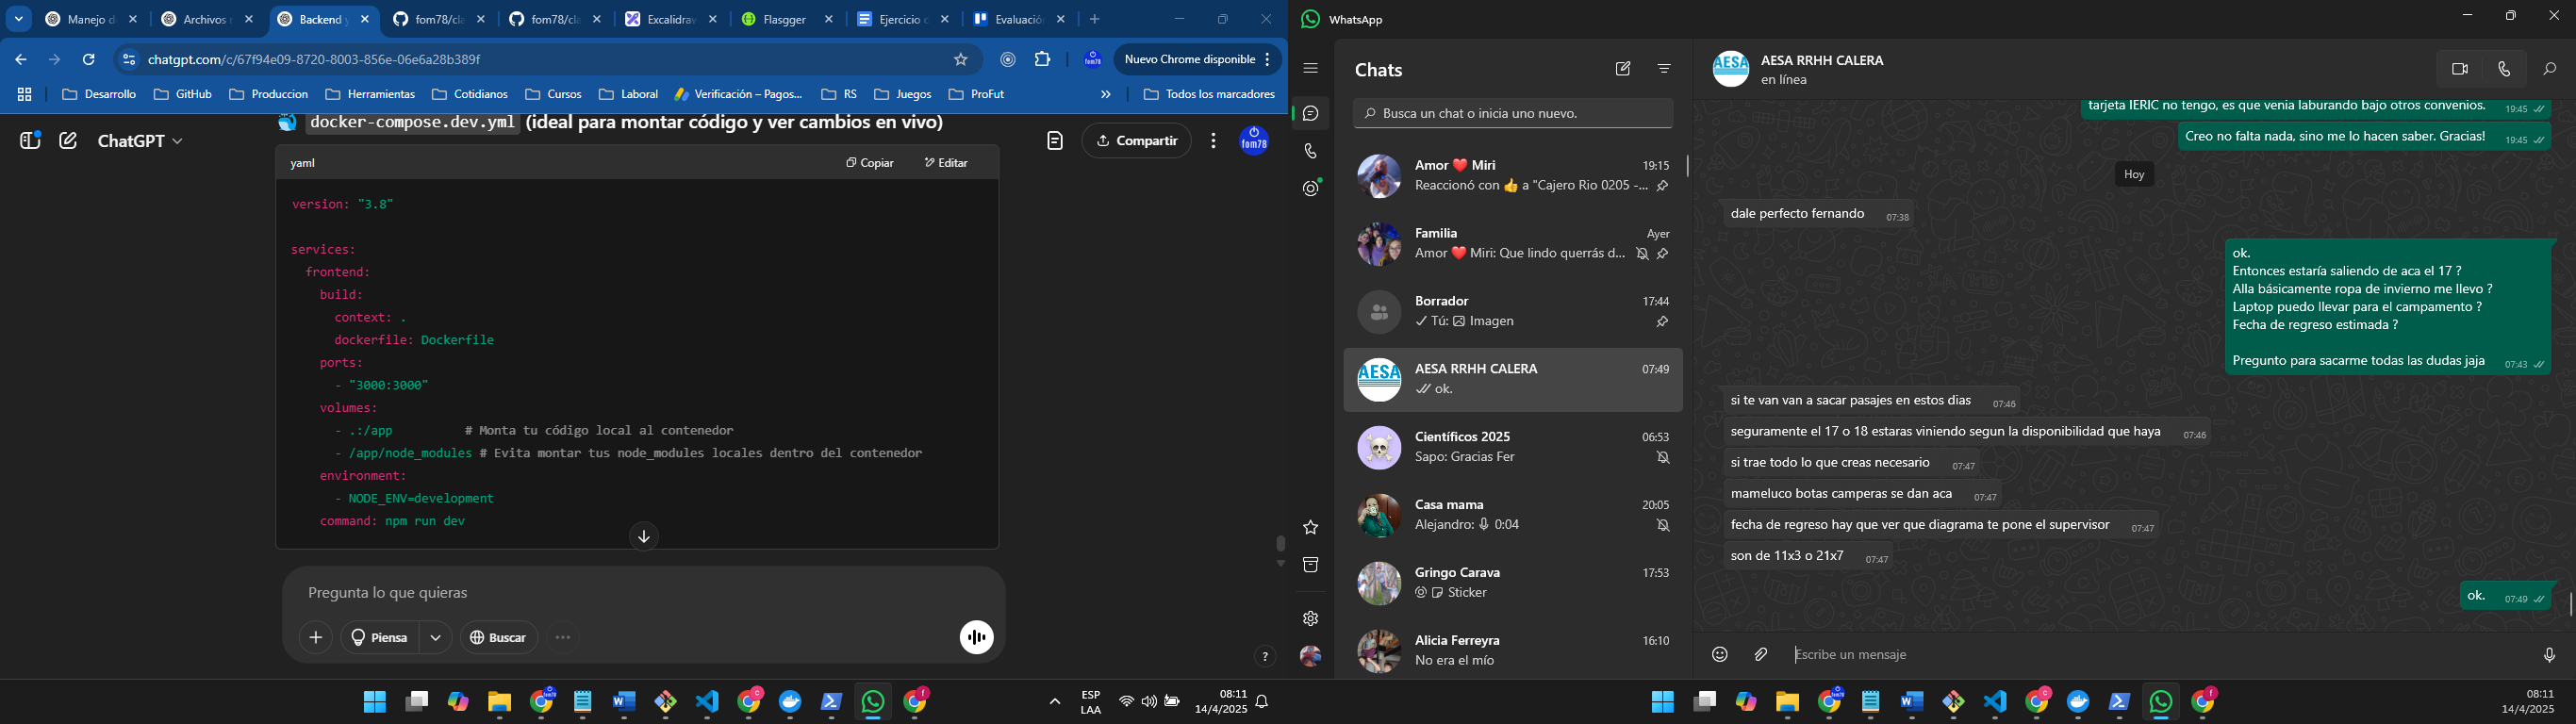 Manejo d
Archivos
Backend y
fom78/cla
fom78/cla
Excalidrav
Flasgger
Ejercicio
Evaluación
chatgpt.com/c/67f94e09-8720-8003-856e-06e6a28b389f
Nuevo Chrome disponible
Desarrollo
GitHub
Produccion
Herramientas
Cotidianos
Cursos
Laboral
Verificación – Pagos...
RS
Juegos
ProFut
»
Todos los marcadores
ChatGPT
docker-compose.dev.yml (ideal para montar código y ver cambios en vivo)
Compartir
fom78
yaml
Copiar
Editar
version: "3.8"
services:
frontend:
build:
context: .
dockerfile: Dockerfile
ports:
- "3000:3000"
volumes:
- .:/app # Monta tu código local al contenedor
- /app/node_modules # Evita montar tus node_modules locales dentro del contenedor
environment:
- NODE_ENV=development
command: npm run dev
Pregunta lo que quieras
Piensa
Buscar
?
ESP
LAA
08:11
14/4/2025
WhatsApp
Chats
Busca un chat o inicia uno nuevo.
Amor ❤️ Miri
19:15
Reaccionó con 👍 a "Cajero Rio 0205 -...
Familia
Ayer
Amor ❤️ Miri: Que lindo querrás d...
Borrador
17:44
Tú: Imagen
AESA
AESA RRHH CALERA
07:49
ok.
Científicos 2025
06:53
Sapo: Gracias Fer
Casa mama
20:05
Alejandro: 0:04
Gringo Carava
17:53
Sticker
Alicia Ferreyra
16:10
No era el mío
AESA
AESA RRHH CALERA
en línea
tarjeta IERIC no tengo, es que venia laburando bajo otros convenios.
19:45
Creo no falta nada, sino me lo hacen saber. Gracias!
19:45
Hoy
dale perfecto fernando
07:38
ok.
Entonces estaría saliendo de aca el 17 ?
Alla básicamente ropa de invierno me llevo ?
Laptop puedo llevar para el campamento ?
Fecha de regreso estimada ?
Pregunto para sacarme todas las dudas jaja
07:43
si te van van a sacar pasajes en estos dias
07:46
seguramente el 17 o 18 estaras viniendo segun la disponibilidad que haya
07:46
si trae todo lo que creas necesario
07:47
mameluco botas camperas se dan aca
07:47
fecha de regreso hay que ver que diagrama te pone el supervisor
07:47
son de 11x3 o 21x7
07:47
ok.
07:49
Escribe un mensaje
08:11
14/4/2025